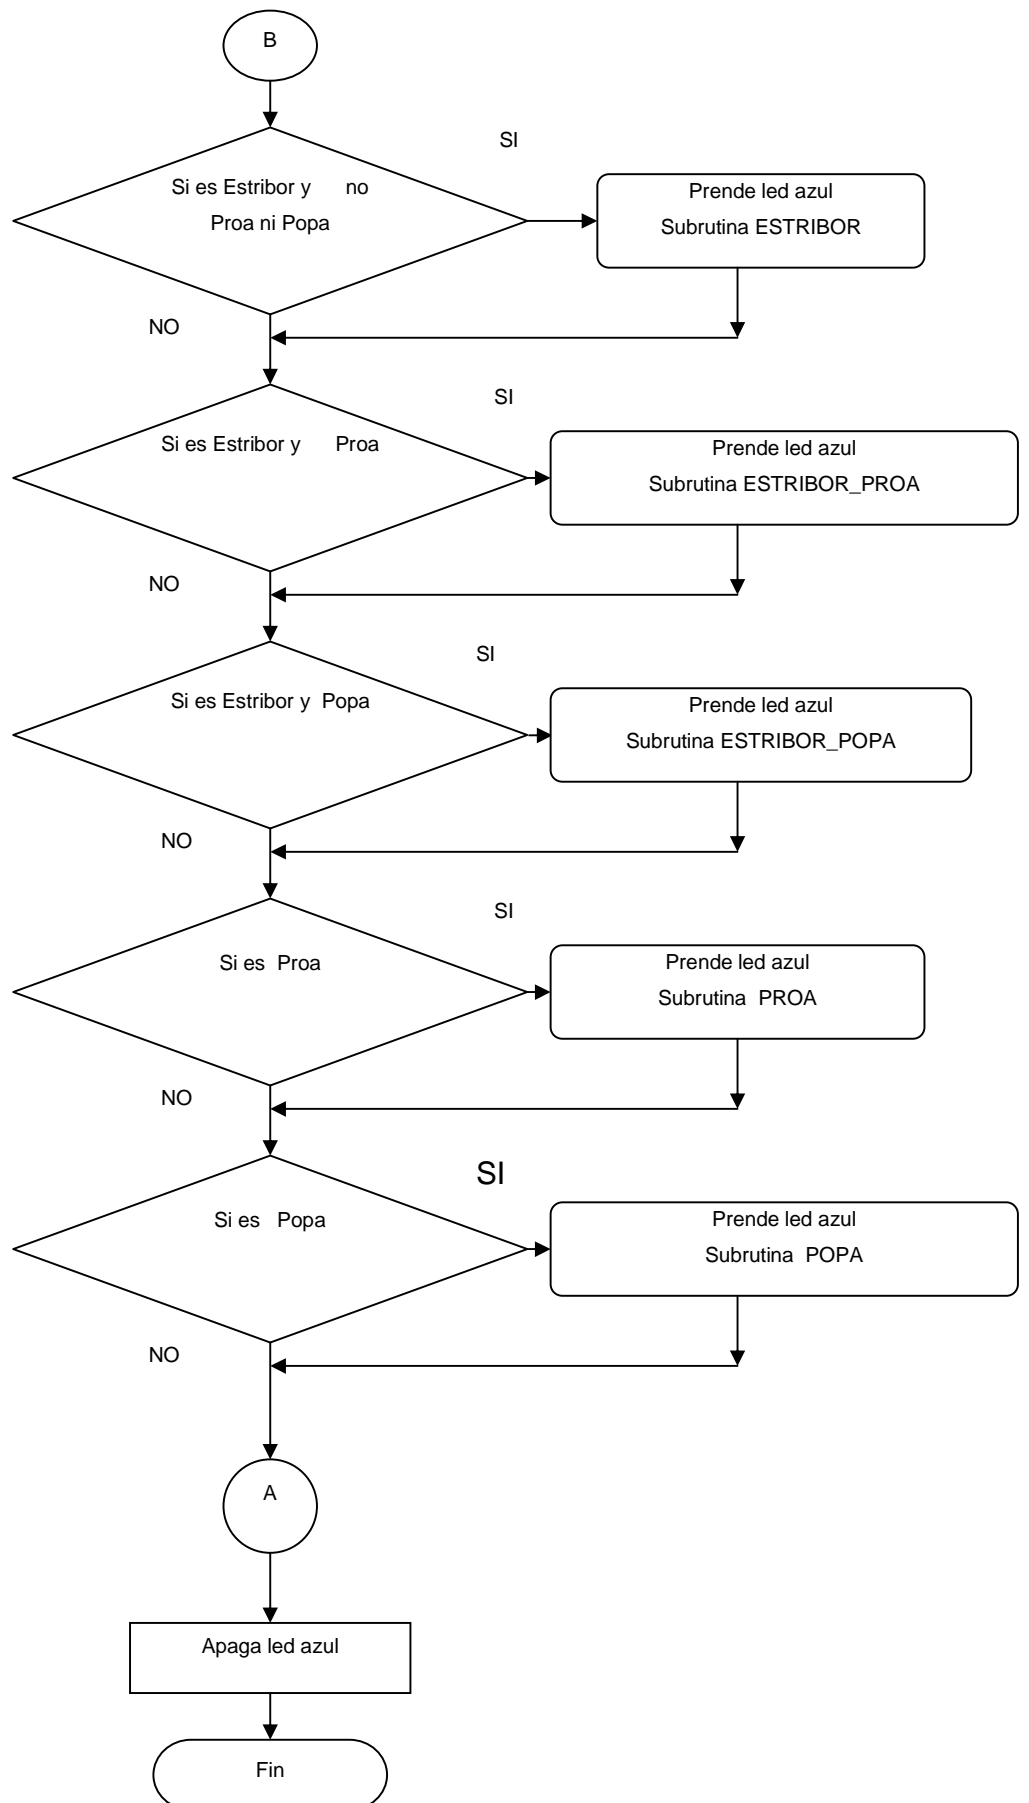 B
SI
Si es Estribor y no
Proa ni Popa
Prende led azul
Subrutina ESTRIBOR
NO
SI
Si es Estribor y Proa
Prende led azul
Subrutina ESTRIBOR_PROA
NO
SI
Si es Estribor y Popa
Prende led azul
Subrutina ESTRIBOR_POPA
NO
SI
Si es Proa
Prende led azul
Subrutina PROA
NO
SI
Si es Popa
Prende led azul
Subrutina POPA
NO
A
Apaga led azul
Fin